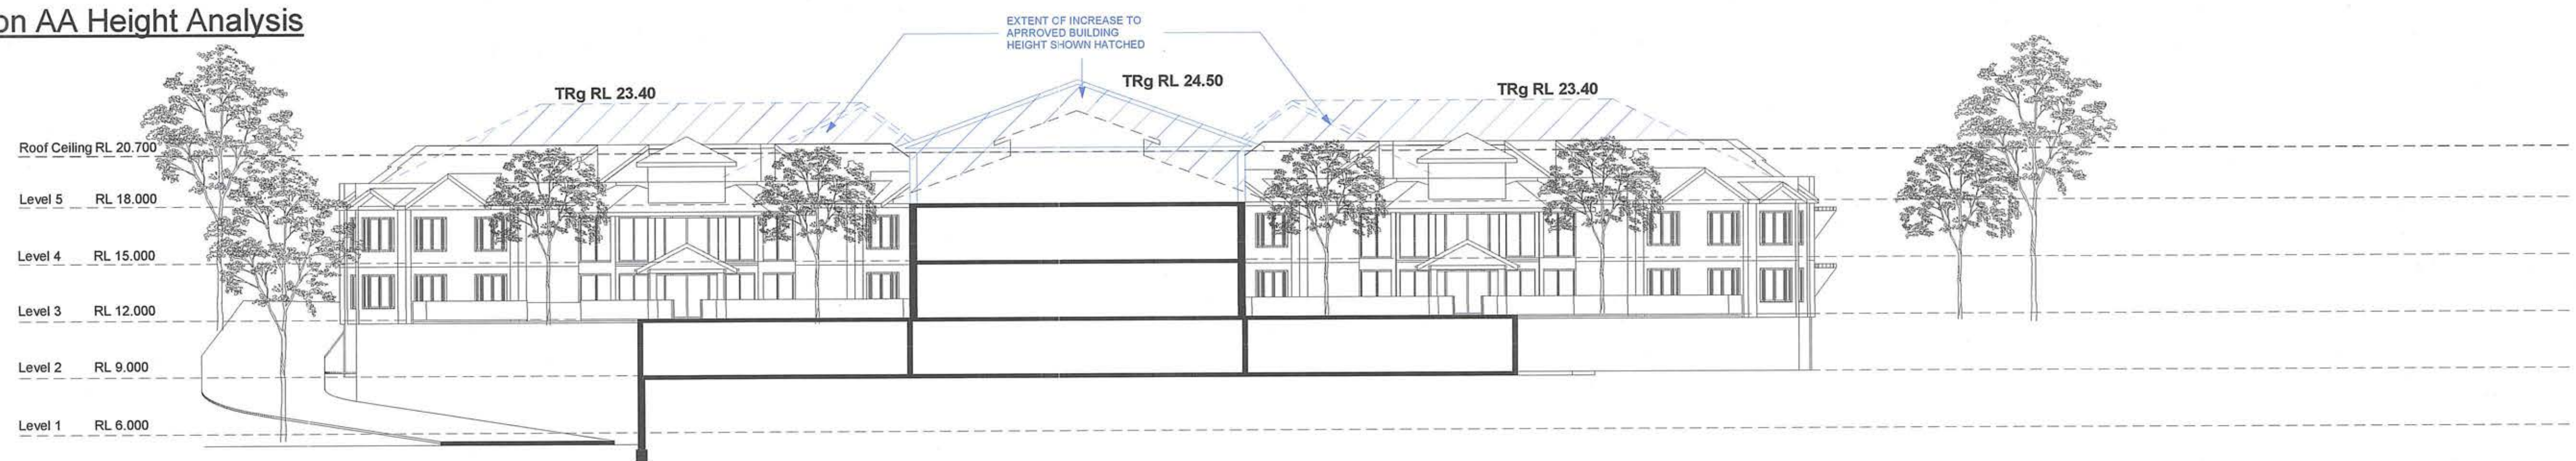 on AA Height Analysis
EXTENT OF INCREASE TO
APRROVED BUILDING
HEIGHT SHOWN HATCHED
TRg RL 23.40
TRg RL 24.50
TRg RL 23.40
Roof Ceiling RL 20.700
Level 5 RL 18.000
Level 4 RL 15.000
Level 3 RL 12.000
Level 2 RL 9.000
Level 1 RL 6.000